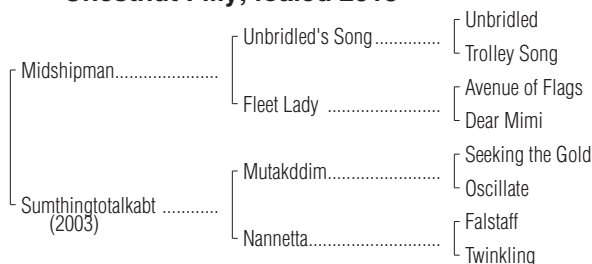 Chestnut Filly; foaled
Unbridled
Unbridled's Song..............
Trolley Song
Midshipman......................
Avenue of Flags
Fleet Lady ........................
Dear Mimi
Seeking the Gold
Mutakddim........................
Oscillate
Sumthingtotalkabt ............
(2003)
Falstaff
Nannetta............................
Twinkling